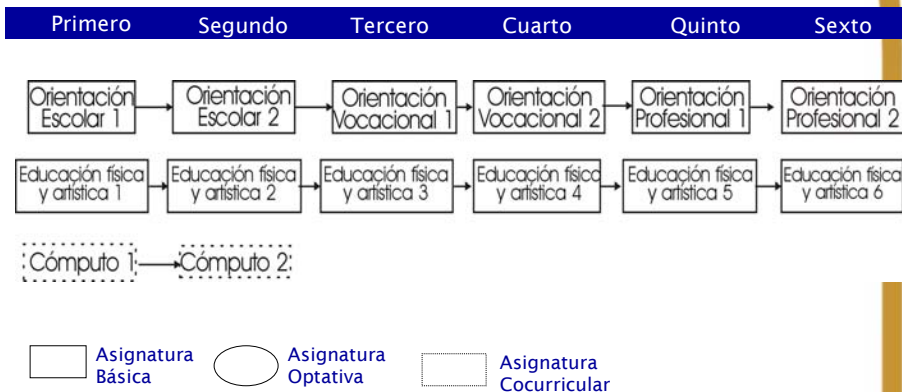 Primero Segundo Tercero Cuarto Quinto Sexto
Orientación Orientación Orientación Orientación Orientación Orientación
Escolar 1 Escolar 2 Vocacional 1 Vocacional 2 Profesional 1 Profesional 2
Educación física Educación física Educación física Educación física Educación física Educación física
y artística 1 y artística 2 y artística 3 y artística 4 y artística 5 y artística 6
Cómputo 1 Cómputo 2
Asignatura Asignatura Asignatura
Básica Optativa Cocurricular